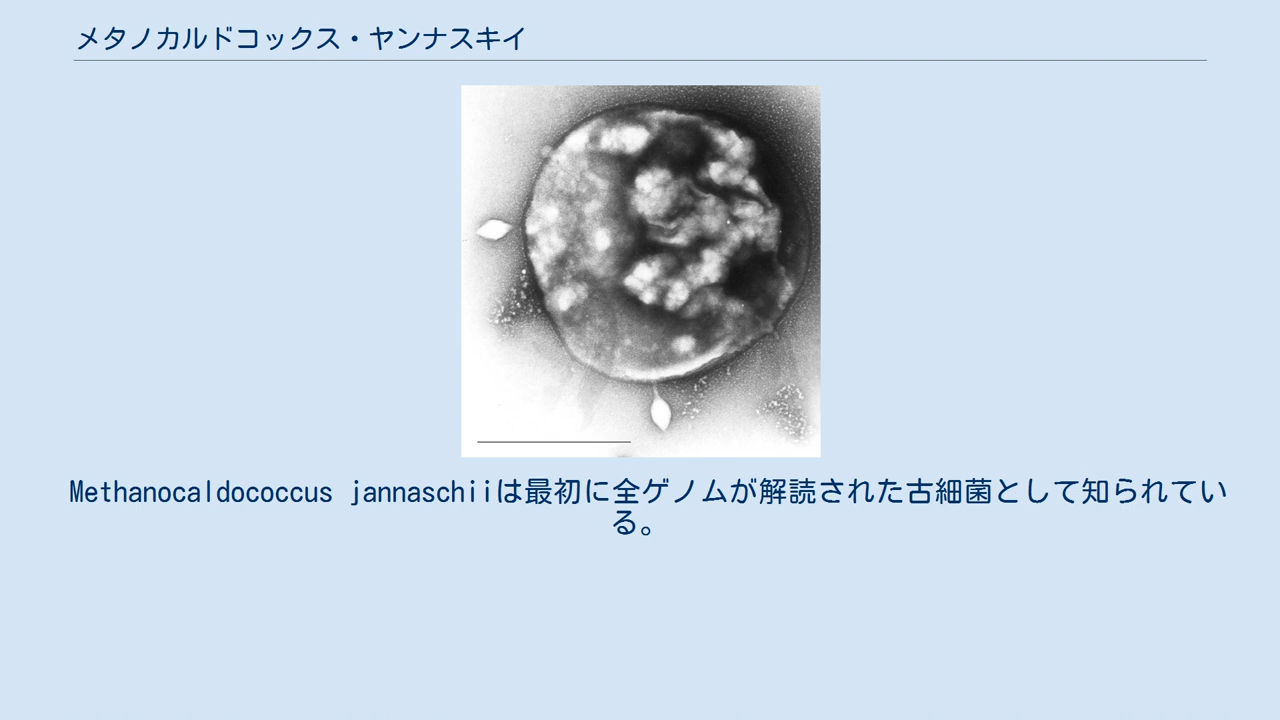 メタノカルドコックス・ヤンナスキイ
Methanocaldococcus jannaschiiは最初に全ゲノムが解読された古細菌として知られてい
る。